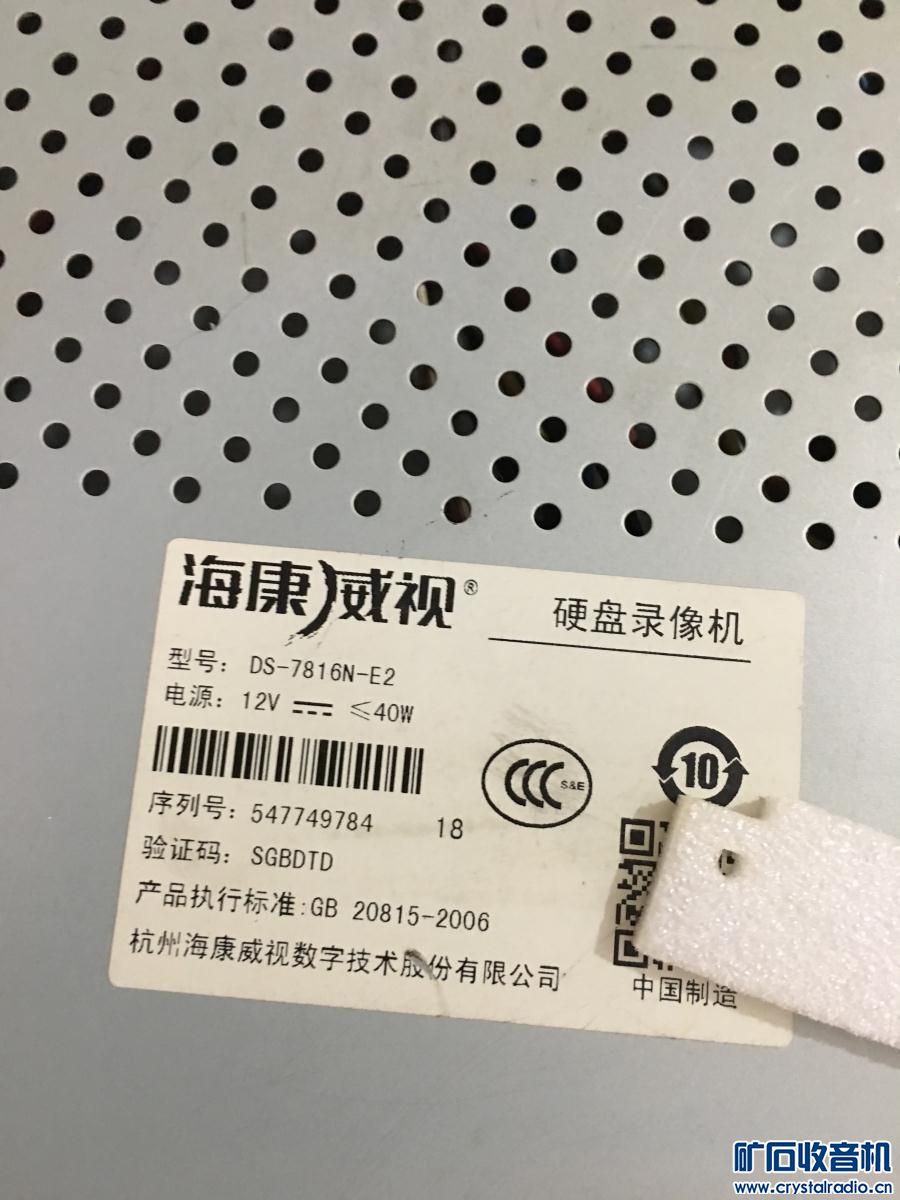 海康威视®
硬盘录像机
型号: DS-7816N-E2
电源: 12V ⎓ ≤40W
CCC S&E
10
序列号: 547749784 18
验证码: SGBDTD
产品执行标准:GB 20815-2006
杭州海康威视数字技术股份有限公司
中国制造
矿石收音机
www.crystalradio.cn